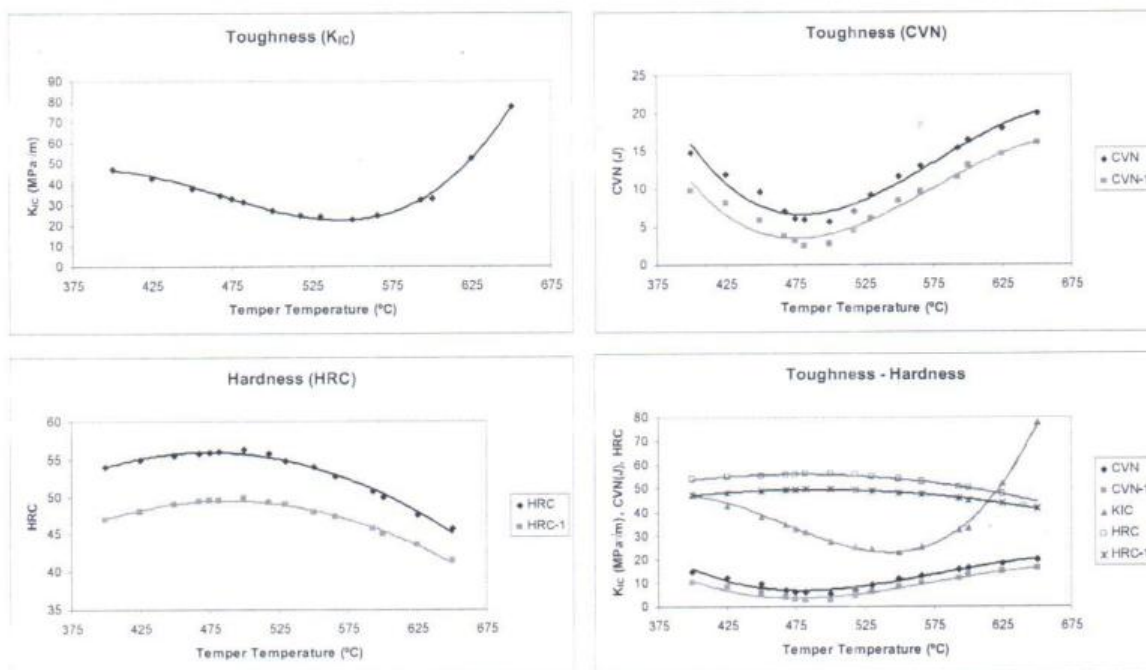 Toughness (KIC)
KIC (MPa m)
90
80
70
60
50
40
30
20
10
0
375 425 475 525 575 625 675
Temper Temperature (ºC)
Toughness (CVN)
CVN (J)
25
20
15
10
5
0
375 425 475 525 575 625 675
Temper Temperature (ºC)
CVN
CVN-1
Hardness (HRC)
HRC
60
55
50
45
40
35
375 425 475 525 575 625 675
Temper Temperature (ºC)
HRC
HRC-1
Toughness - Hardness
KIC (MPa m), CVN(J), HRC
80
70
60
50
40
30
20
10
0
375 425 475 525 575 625 675
Temper Temperature (ºC)
CVN
CVN-1
KIC
HRC
HRC-1